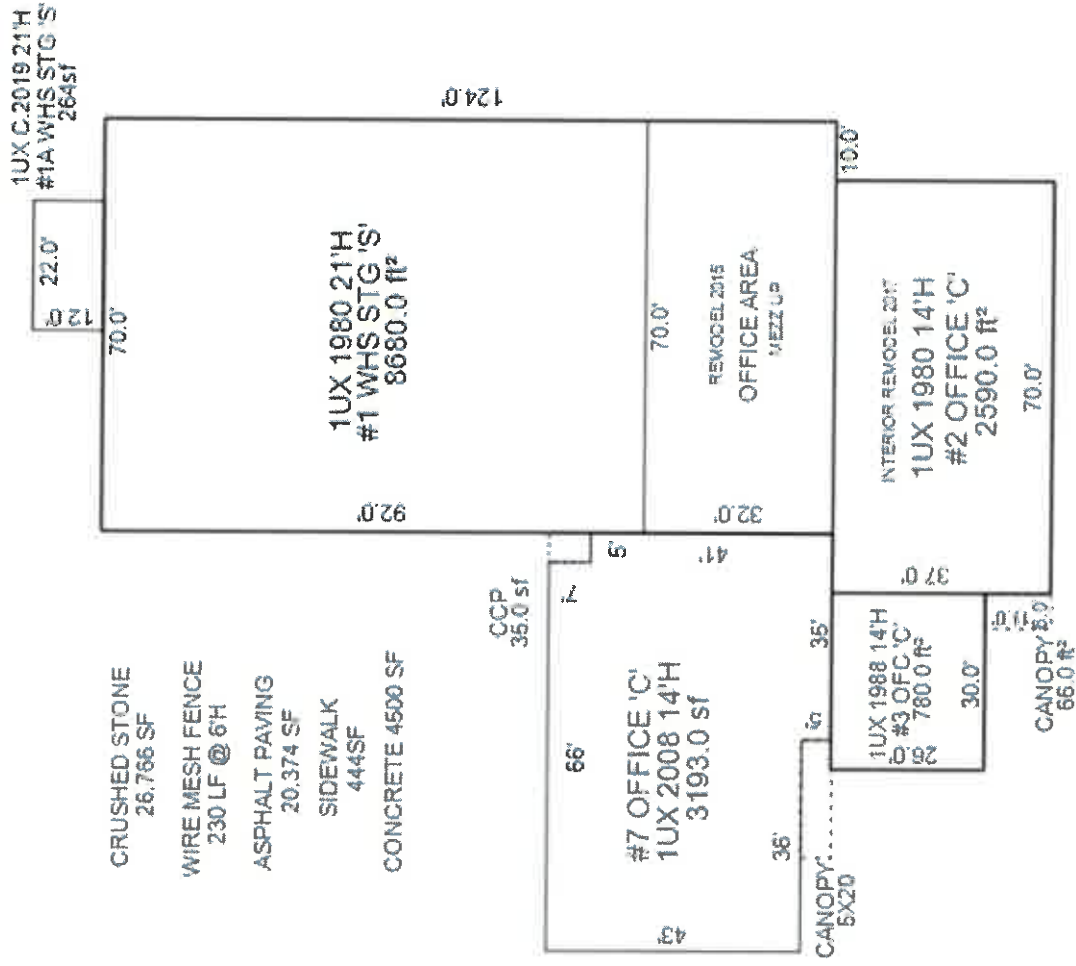 1UX C.2019 21'H
#1A WHS STG 'S'
264sf
22.0'
12.0'
70.0'
124.0'
1UX 1980 21'H
#1 WHS STG 'S'
8680.0 ft²
92.0'
70.0'
REMODEL 2015
OFFICE AREA
MEZZ UP
32.0'
10.0'
INTERIOR REMODEL 2017
1UX 1980 14'H
#2 OFFICE 'C'
2590.0 ft²
70.0'
37.0'
CCP
35.0 sf
7'
5'
41'
66'
#7 OFFICE 'C'
1UX 2008 14'H
3193.0 sf
43'
36'
5'
35'
CANOPY
5X20
1UX 1988 14'H
#3 OFC 'C'
780.0 ft²
26.0'
30.0'
11.0'
CANOPY
66.0 ft²
CRUSHED STONE
26.766 SF
WIRE MESH FENCE
230 LF @ 6'H
ASPHALT PAVING
20.374 SF
SIDEWALK
444SF
CONCRETE 4500 SF